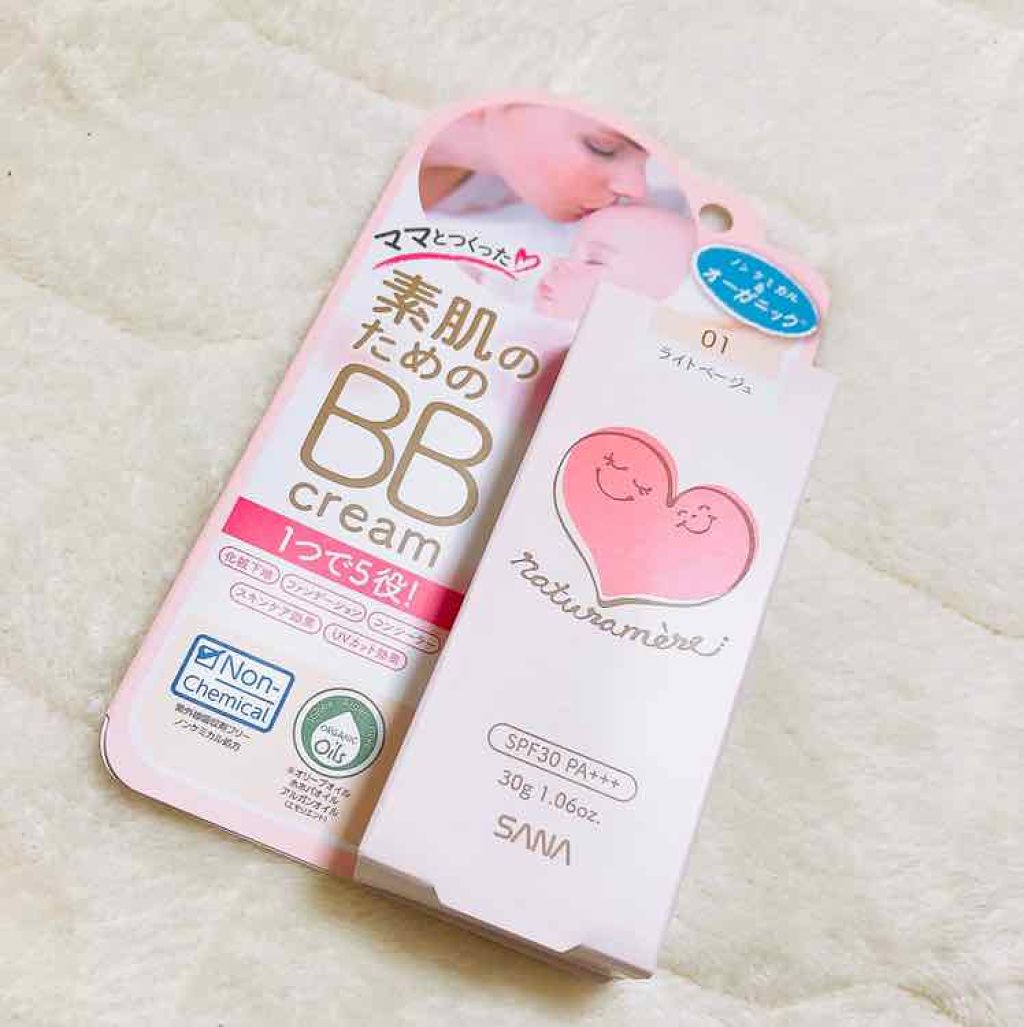 ママとつくった
素肌の
ための
BB
cream
1つで5役!
化粧下地
ファンデーション
コンシーラー
スキンケア効果
UVカット効果
Non-
Chemical
紫外線吸収剤フリー
ノンケミカル処方
ORGANIC
Oils
※オリーブオイル
ホホバオイル
アルガンオイル
(エモリエント)
ノンケミカル
&
オーガニック※
01
ライトベージュ
naturamère;
SPF30 PA+++
30g 1.06oz.
SANA